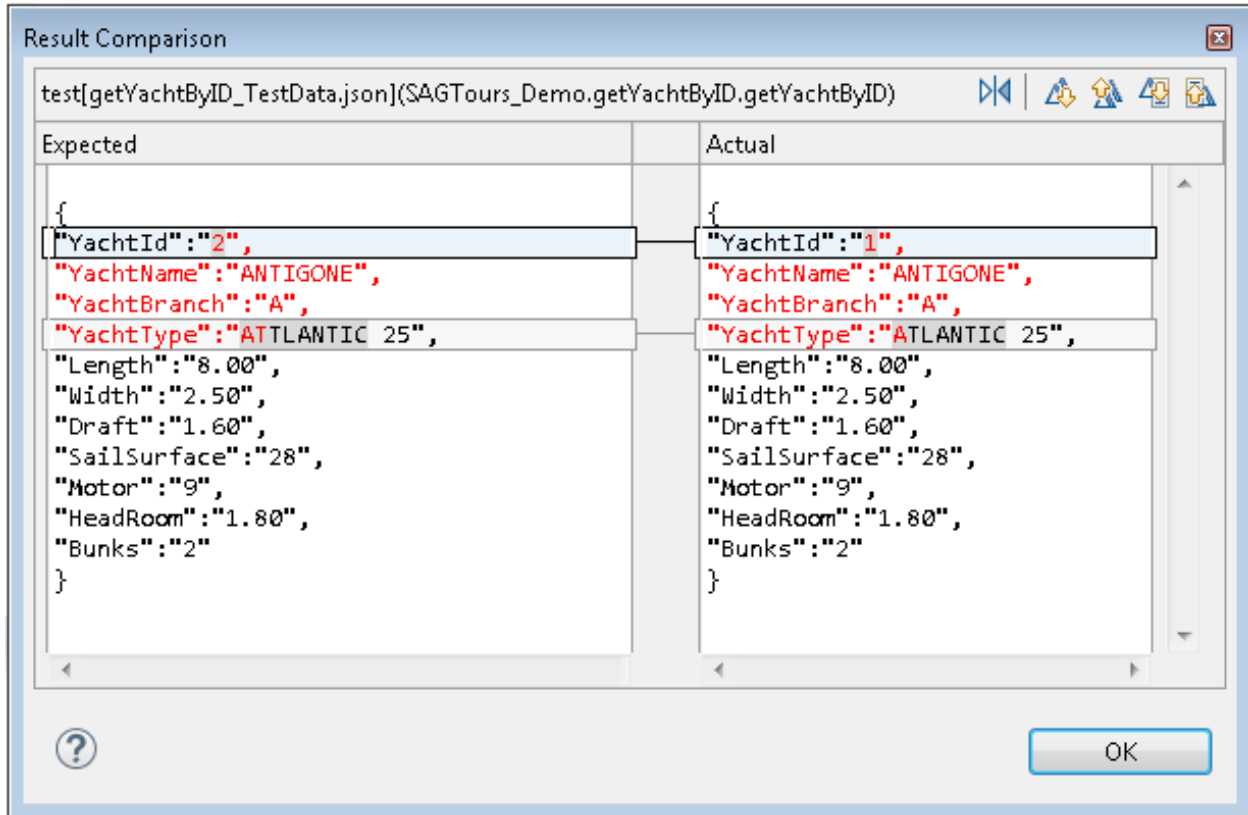 Result Comparison
test[getYachtByID_TestData.json](SAGTours_Demo.getYachtByID.getYachtByID)
Expected
Actual
{
"YachtId":"2",
"YachtName":"ANTIGONE",
"YachtBranch":"A",
"YachtType":"ATTLANTIC 25",
"Length":"8.00",
"Width":"2.50",
"Draft":"1.60",
"SailSurface":"28",
"Motor":"9",
"HeadRoom":"1.80",
"Bunks":"2"
}
{
"YachtId":"1",
"YachtName":"ANTIGONE",
"YachtBranch":"A",
"YachtType":"ATLANTIC 25",
"Length":"8.00",
"Width":"2.50",
"Draft":"1.60",
"SailSurface":"28",
"Motor":"9",
"HeadRoom":"1.80",
"Bunks":"2"
}
?
OK